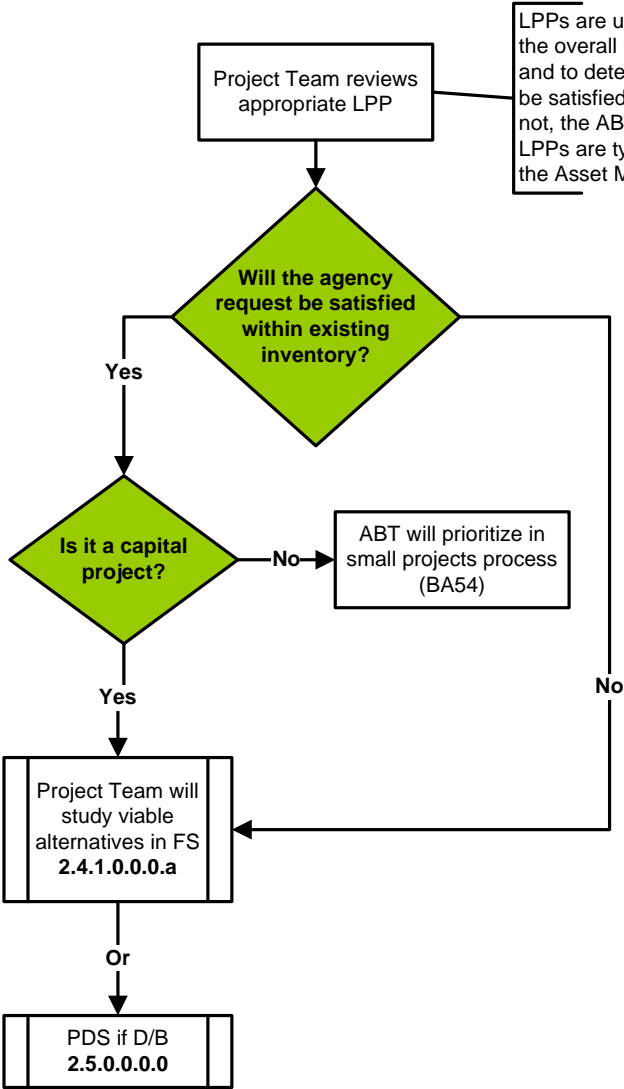 Project Team reviews
appropriate LPP
LPPs are
the overall
and to
be satisfied
not, the
LPPs are
the Asset
Will the agency
request be satisfied
within existing
inventory?
Yes
Is it a capital
project?
No
ABT will prioritize in
small projects process
(BA54)
Yes
No
Project Team will
study viable
alternatives in FS
2.4.1.0.0.0.a
Or
PDS if D/B
2.5.0.0.0.0